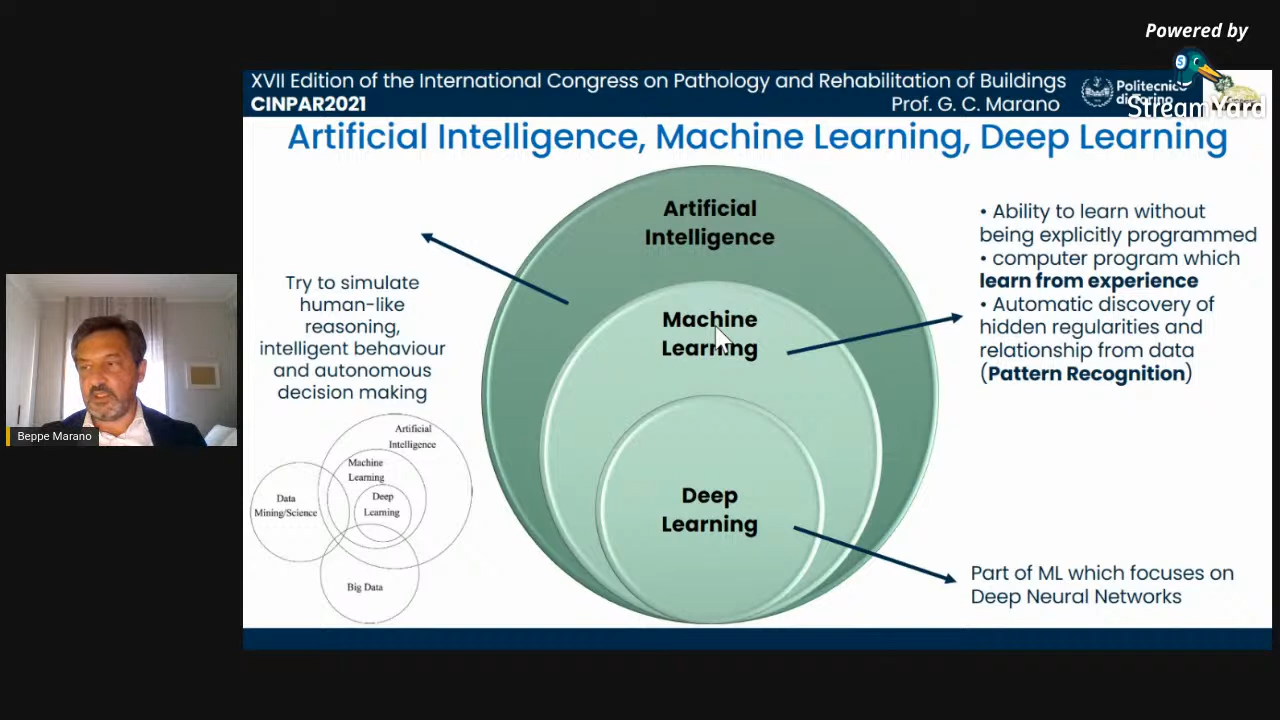 Powered by
StreamYard
XVII Edition of the International Congress on Pathology and Rehabilitation of Buildings
CINPAR2021
Prof. G. C. Marano
Politecnico
di Torino
Artificial Intelligence, Machine Learning, Deep Learning
Artificial
Intelligence
Machine
Learning
Deep
Learning
Try to simulate
human-like
reasoning,
intelligent behaviour
and autonomous
decision making
• Ability to learn without
being explicitly programmed
• computer program which
learn from experience
• Automatic discovery of
hidden regularities and
relationship from data
(Pattern Recognition)
Part of ML which focuses on
Deep Neural Networks
Artificial
Intelligence
Machine
Learning
Deep
Learning
Data
Mining/Science
Big Data
Beppe Marano